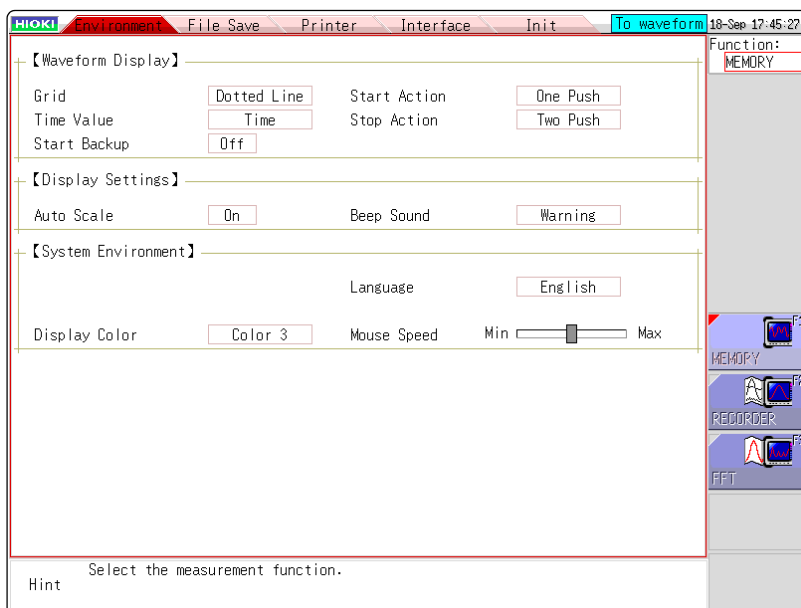 HIOKI Environment File Save Printer Interface Init To waveform 18-Sep 17:45:27
Function:
MEMORY
【Waveform Display】
Grid Dotted Line Start Action One Push
Time Value Time Stop Action Two Push
Start Backup Off
【Display Settings】
Auto Scale On Beep Sound Warning
【System Environment】
Language English
Display Color Color 3 Mouse Speed Min Max
MEMORY
RECORDER
FFT
Select the measurement function.
Hint